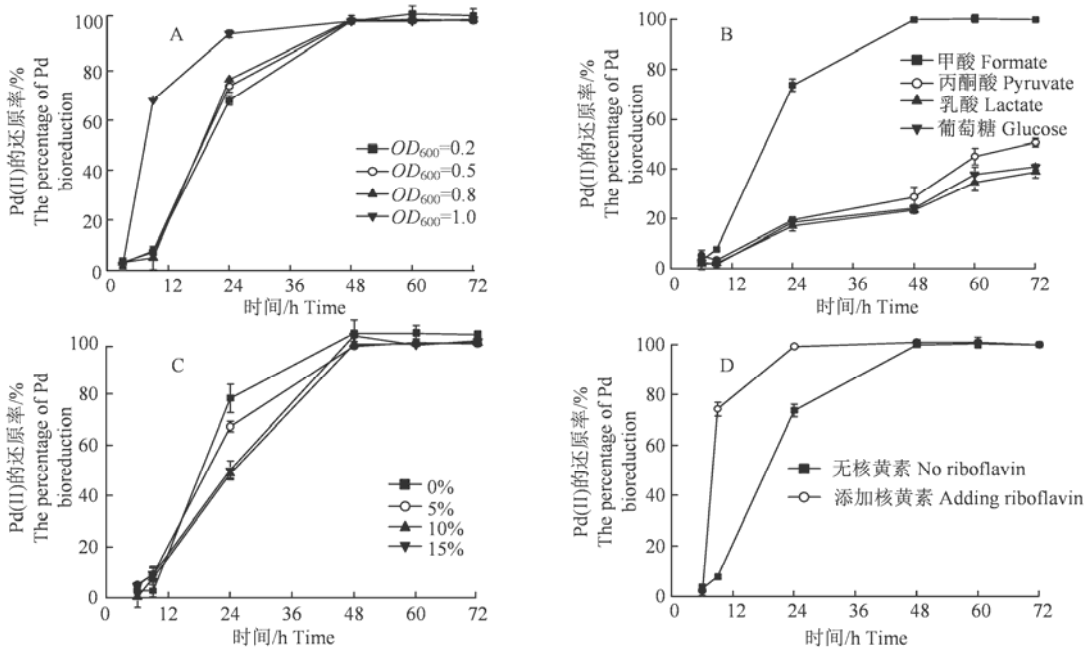 A
Pd(II)的还原率/%
The percentage of Pd
bioreduction
100
80
60
40
20
0
OD600=0.2
OD600=0.5
OD600=0.8
OD600=1.0
0 12 24 36 48 60 72
时间/h Time
B
Pd(II)的还原率/%
The percentage of Pd
bioreduction
100
80
60
40
20
0
甲酸 Formate
丙酮酸 Pyruvate
乳酸 Lactate
葡萄糖 Glucose
0 12 24 36 48 60 72
时间/h Time
C
Pd(II)的还原率/%
The percentage of Pd
bioreduction
100
80
60
40
20
0
0%
5%
10%
15%
0 12 24 36 48 60 72
时间/h Time
D
Pd(II)的还原率/%
The percentage of Pd
bioreduction
100
80
60
40
20
0
无核黄素 No riboflavin
添加核黄素 Adding riboflavin
0 12 24 36 48 60 72
时间/h Time